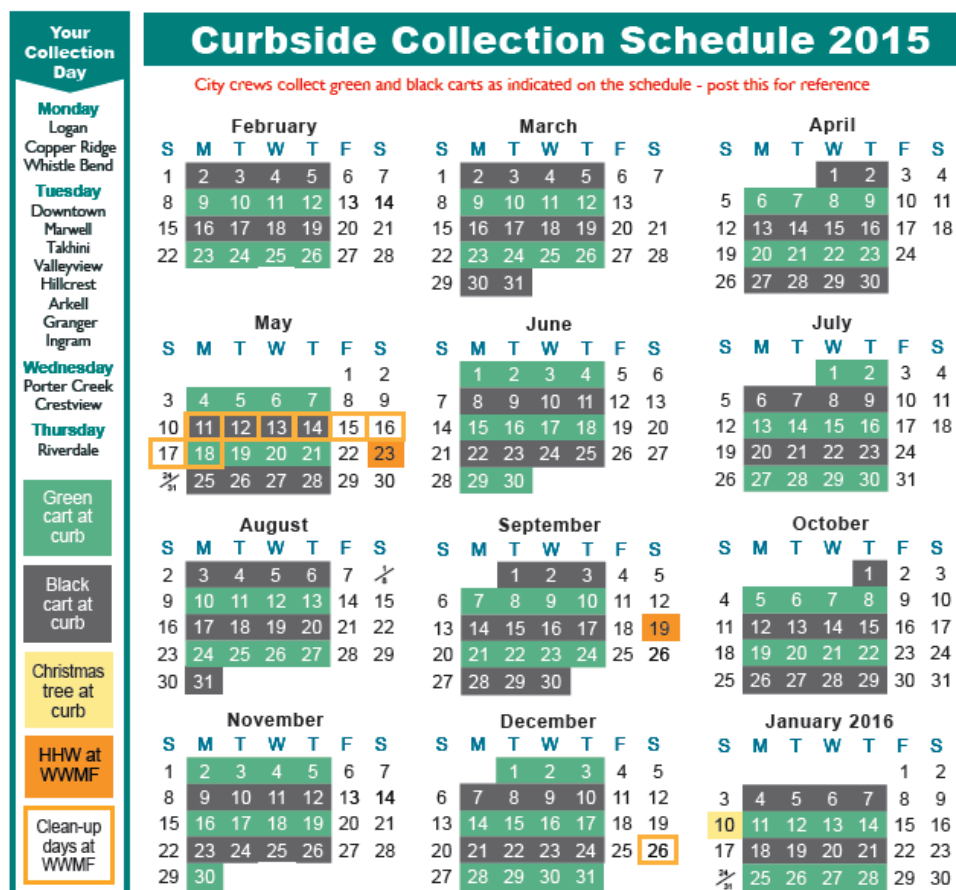 Your
Collection
Day
Monday
Logan
Copper Ridge
Whistle Bend
Tuesday
Downtown
Marwell
Takhini
Valleyview
Hillcrest
Arkell
Granger
Ingram
Wednesday
Porter Creek
Crestview
Thursday
Riverdale
Green
cart at
curb
Black
cart at
curb
Christmas
tree at
curb
HHW at
WWMF
Clean-up
days at
WWMF
Curbside Collection Schedule 2015
City crews collect green and black carts as indicated on the schedule - post this for reference
February
S M T W T F S
1 2 3 4 5 6 7
8 9 10 11 12 13 14
15 16 17 18 19 20 21
22 23 24 25 26 27 28
March
S M T W T F S
1 2 3 4 5 6 7
8 9 10 11 12 13
15 16 17 18 19 20 21
22 23 24 25 26 27 28
29 30 31
April
S M T W T F S
1 2 3 4
5 6 7 8 9 10 11
12 13 14 15 16 17 18
19 20 21 22 23 24
26 27 28 29 30
May
S M T W T F S
1 2
3 4 5 6 7 8 9
10 11 12 13 14 15 16
17 18 19 20 21 22 23
24/31 25 26 27 28 29 30
June
S M T W T F S
1 2 3 4 5 6
7 8 9 10 11 12 13
14 15 16 17 18 19 20
21 22 23 24 25 26 27
28 29 30
July
S M T W T F S
1 2 3 4
5 6 7 8 9 10 11
12 13 14 15 16 17 18
19 20 21 22 23 24
26 27 28 29 30 31
August
S M T W T F S
2 3 4 5 6 7 1/8
9 10 11 12 13 14 15
16 17 18 19 20 21 22
23 24 25 26 27 28 29
30 31
September
S M T W T F S
1 2 3 4 5
6 7 8 9 10 11 12
13 14 15 16 17 18 19
20 21 22 23 24 25 26
27 28 29 30
October
S M T W T F S
1 2 3
4 5 6 7 8 9 10
11 12 13 14 15 16 17
18 19 20 21 22 23 24
25 26 27 28 29 30 31
November
S M T W T F S
1 2 3 4 5 6 7
8 9 10 11 12 13 14
15 16 17 18 19 20 21
22 23 24 25 26 27 28
29 30
December
S M T W T F S
1 2 3 4 5
6 7 8 9 10 11 12
13 14 15 16 17 18 19
20 21 22 23 24 25 26
27 28 29 30 31
January 2016
S M T W T F S
1 2
3 4 5 6 7 8 9
10 11 12 13 14 15 16
17 18 19 20 21 22 23
24/31 25 26 27 28 29 30